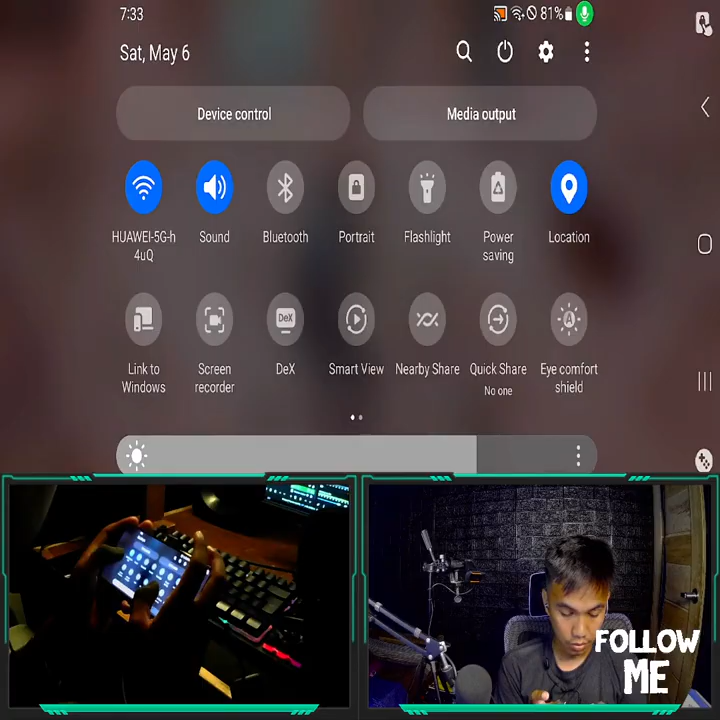 7:33
81%
Sat, May 6
Device control
Media output
HUAWEI-5G-h
4uQ
Sound
Bluetooth
Portrait
Flashlight
Power
saving
Location
DeX
Link to
Windows
Screen
recorder
DeX
Smart View
Nearby Share
Quick Share
No one
Eye comfort
shield
A
FOLLOW
ME